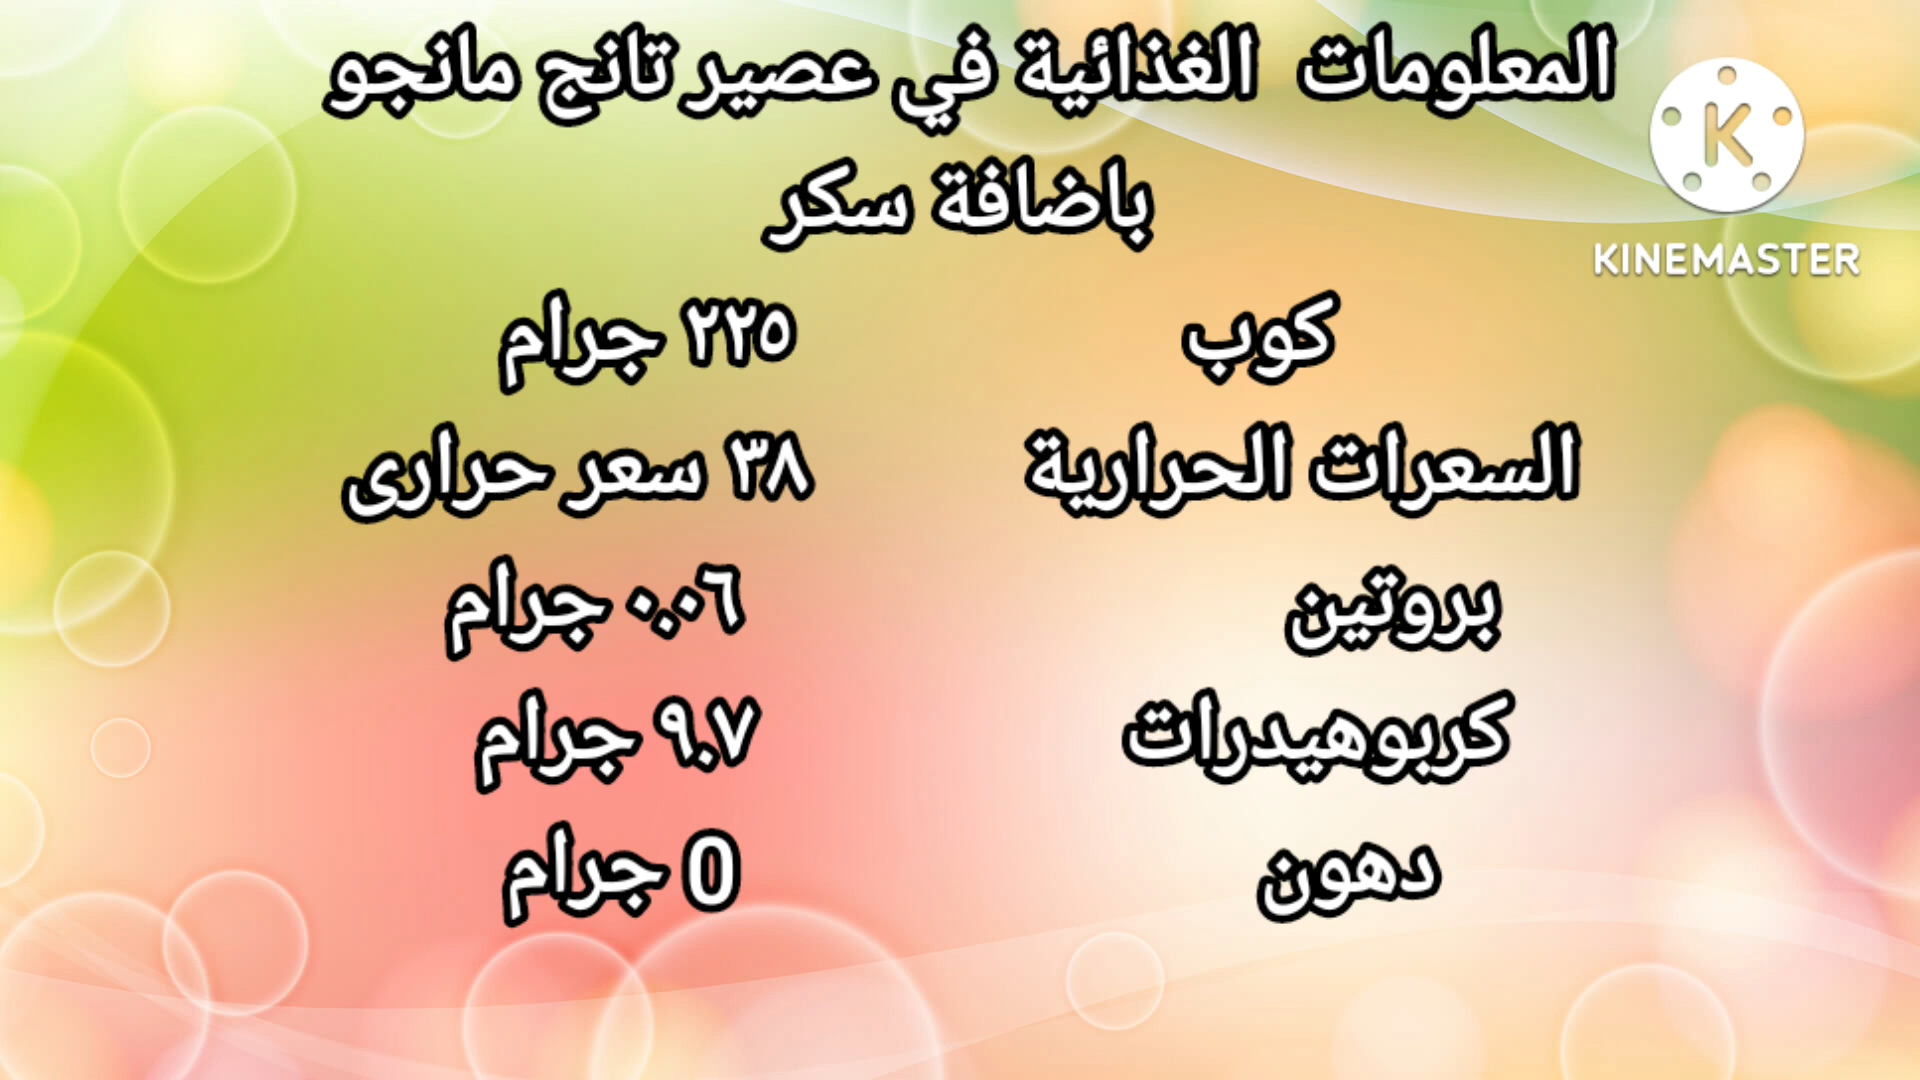 المعلومات الغذائية في عصير تانج مانجو
باضافة سكر
كوب ٢٢٥ جرام
السعرات الحرارية ٣٨ سعر حرارى
بروتين ٠.٠٦ جرام
كربوهيدرات ٩.٧ جرام
دهون 0 جرام
K
KINEMASTER